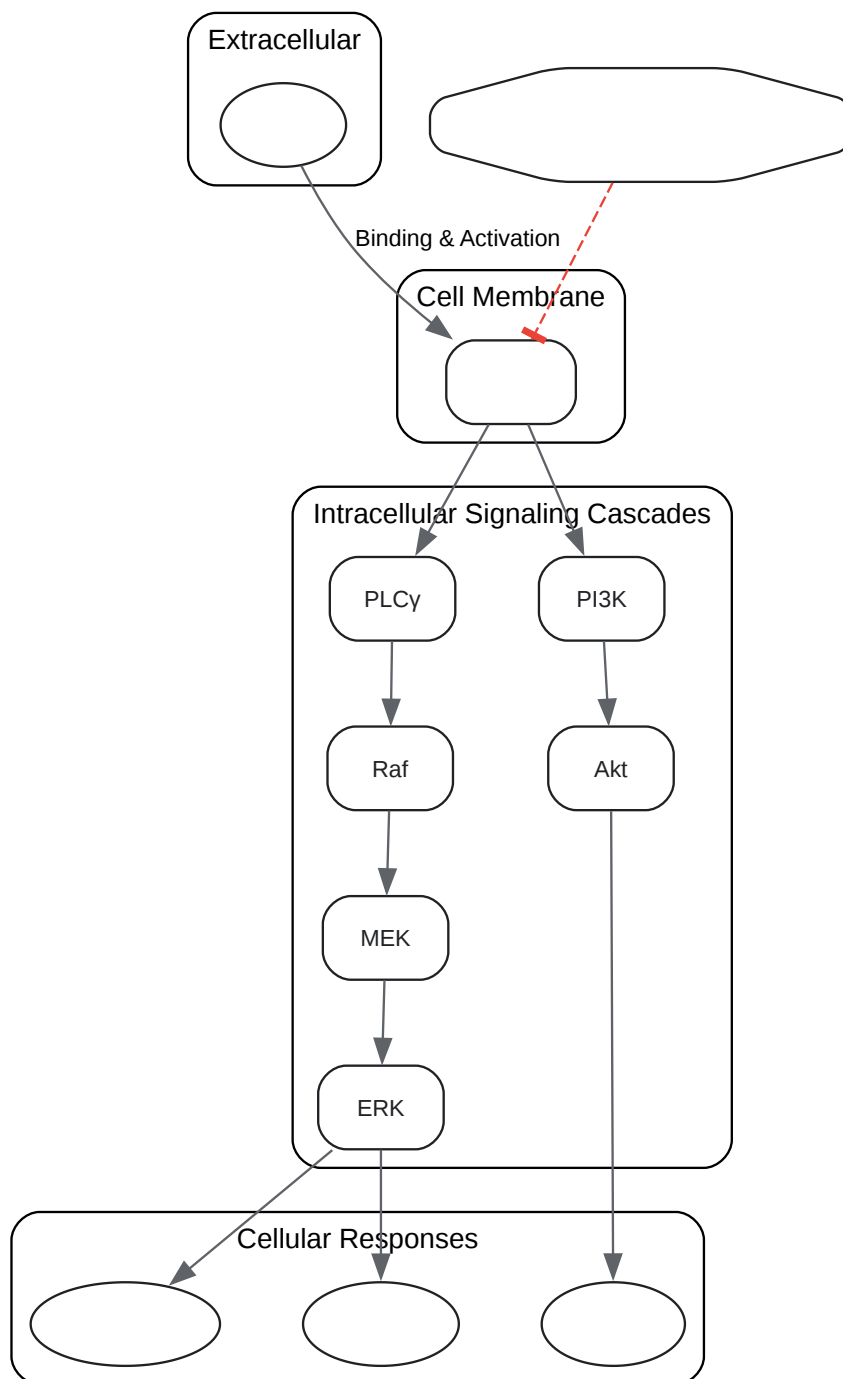 Extracellular
Binding & Activation
Cell Membrane
Intracellular Signaling Cascades
PLCγ
PI3K
Raf
Akt
MEK
ERK
Cellular Responses